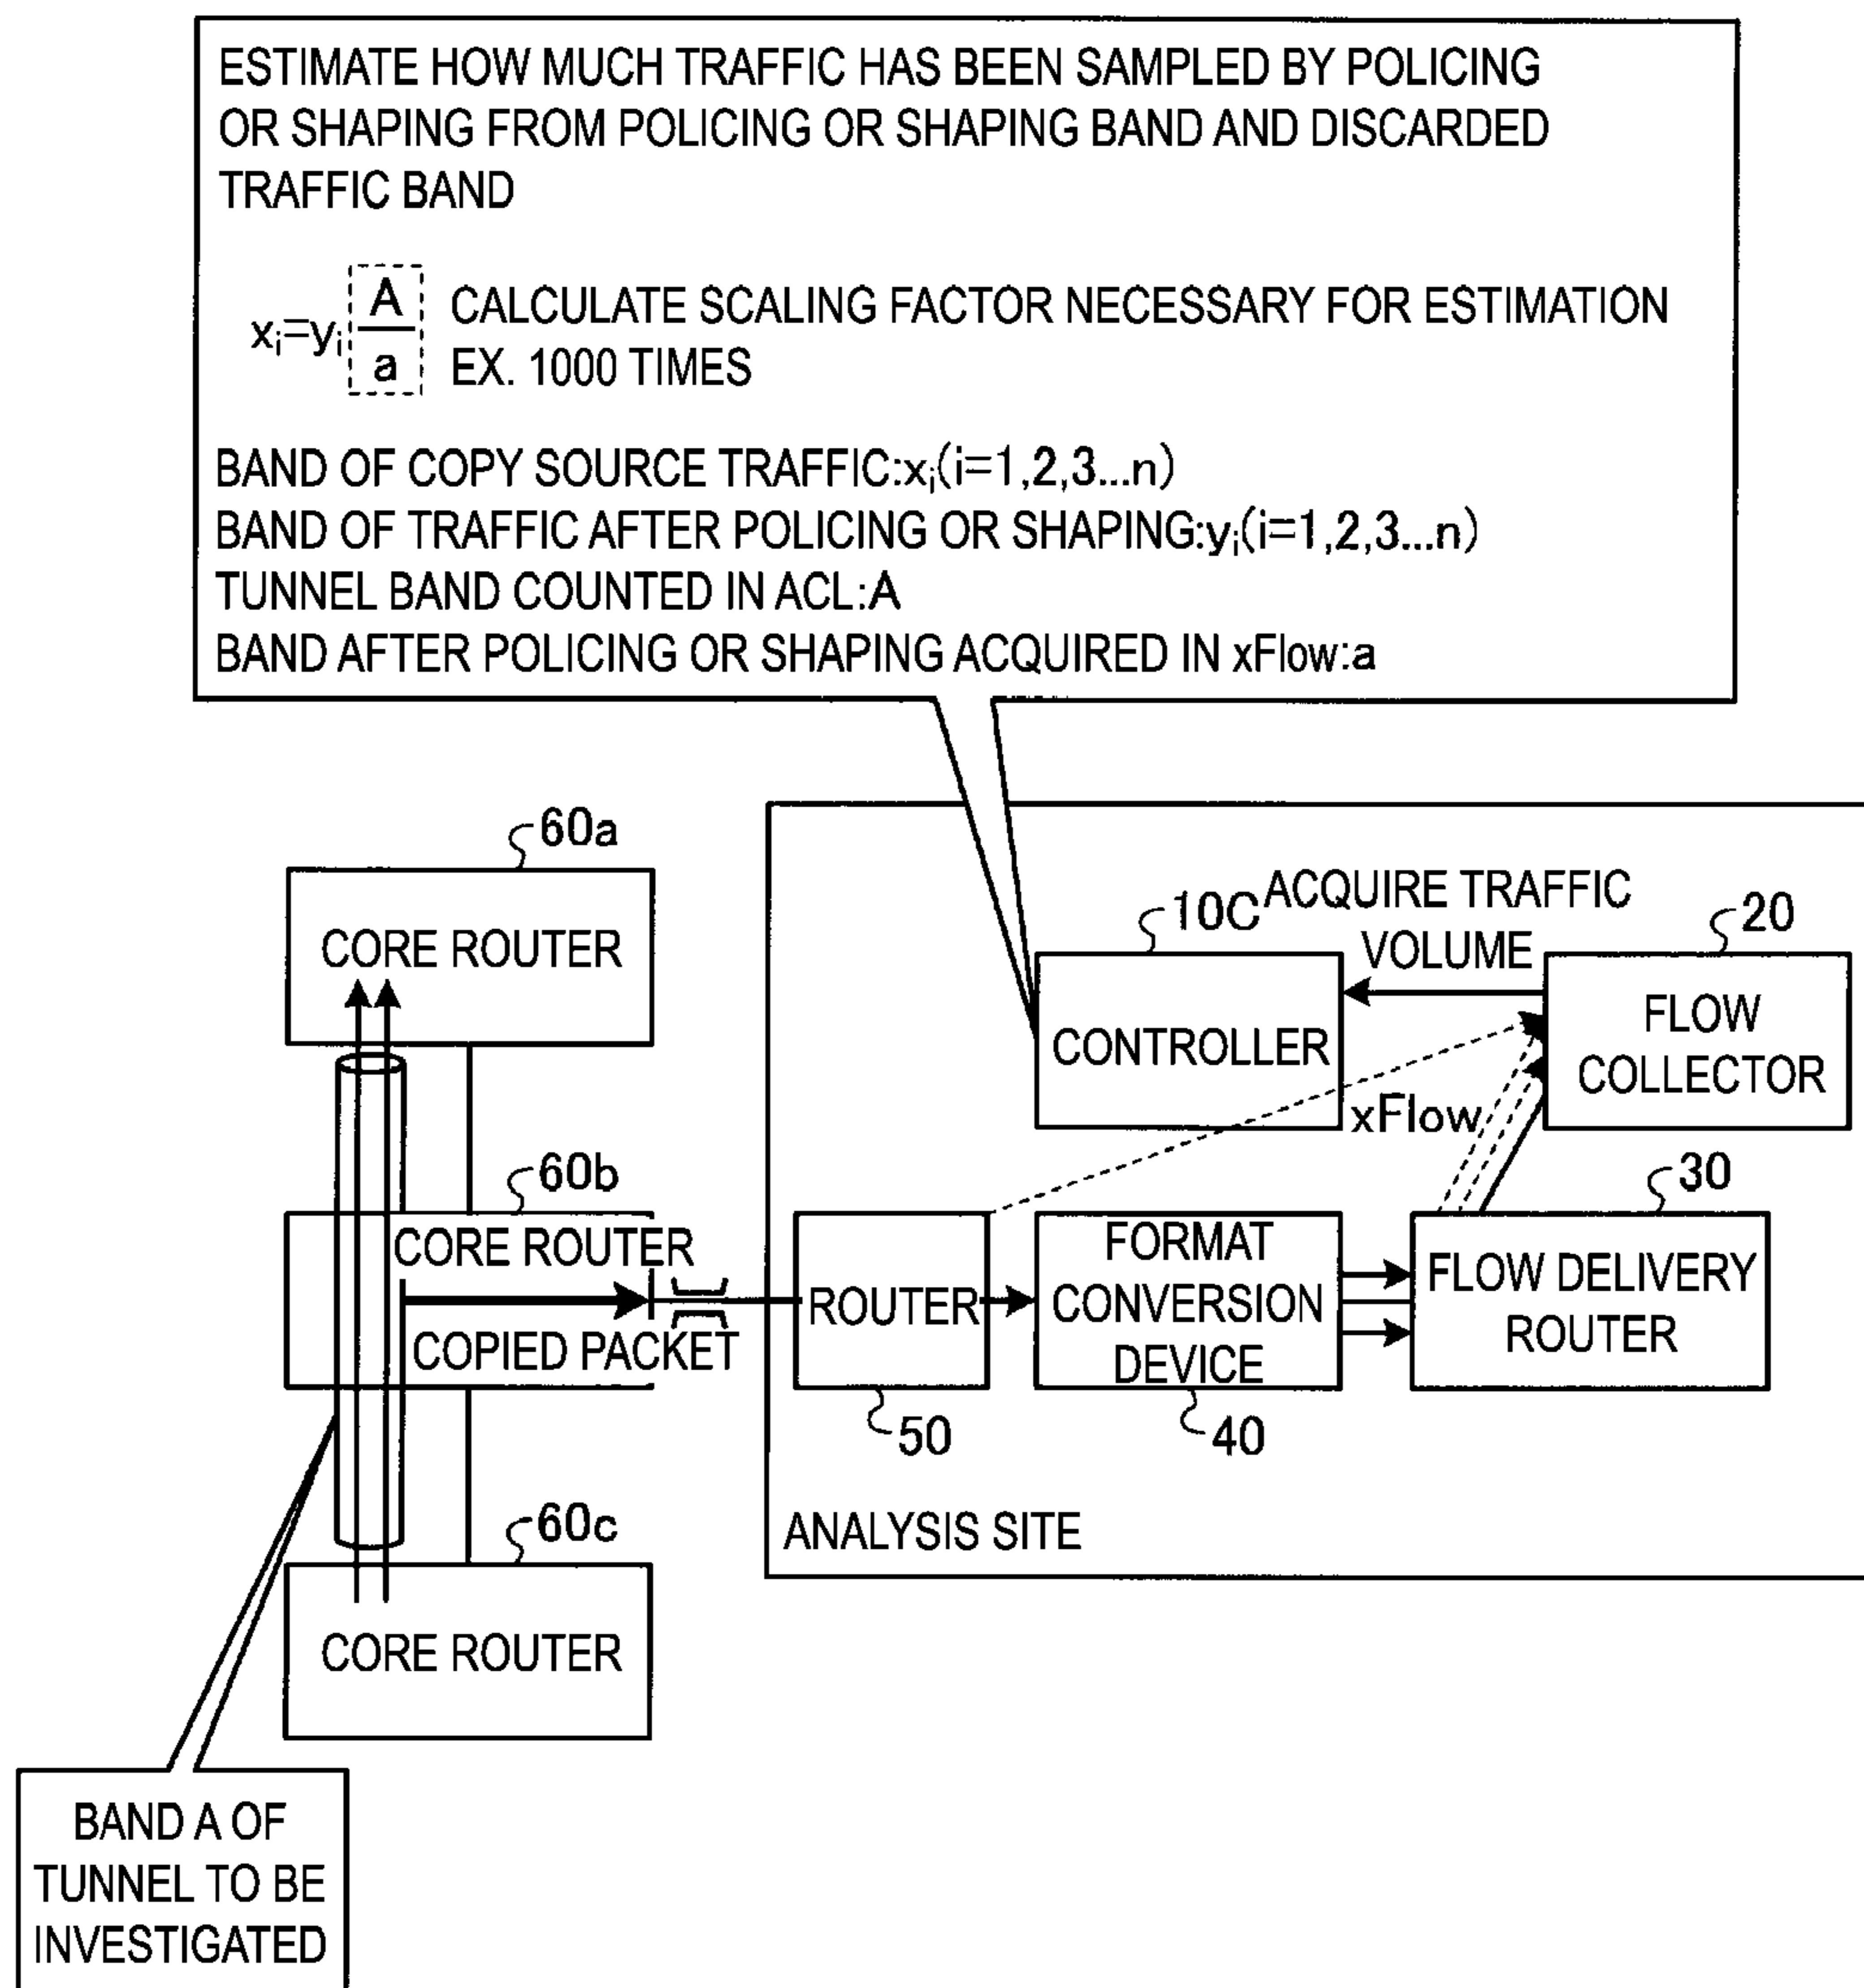 ESTIMATE HOW MUCH TRAFFIC HAS BEEN SAMPLED BY POLICING
OR SHAPING FROM POLICING OR SHAPING BAND AND DISCARDED
TRAFFIC BAND
xi=yi A/a CALCULATE SCALING FACTOR NECESSARY FOR ESTIMATION
EX. 1000 TIMES
BAND OF COPY SOURCE TRAFFIC:xi(i=1,2,3...n)
BAND OF TRAFFIC AFTER POLICING OR SHAPING:yi(i=1,2,3...n)
TUNNEL BAND COUNTED IN ACL:A
BAND AFTER POLICING OR SHAPING ACQUIRED IN xFlow:a
60a
CORE ROUTER
60b
CORE ROUTER
COPIED PACKET
60c
CORE ROUTER
BAND A OF
TUNNEL TO BE
INVESTIGATED
10C
CONTROLLER
ACQUIRE TRAFFIC
VOLUME
20
FLOW
COLLECTOR
xFlow
30
FLOW DELIVERY
ROUTER
ROUTER
50
FORMAT
CONVERSION
DEVICE
40
ANALYSIS SITE